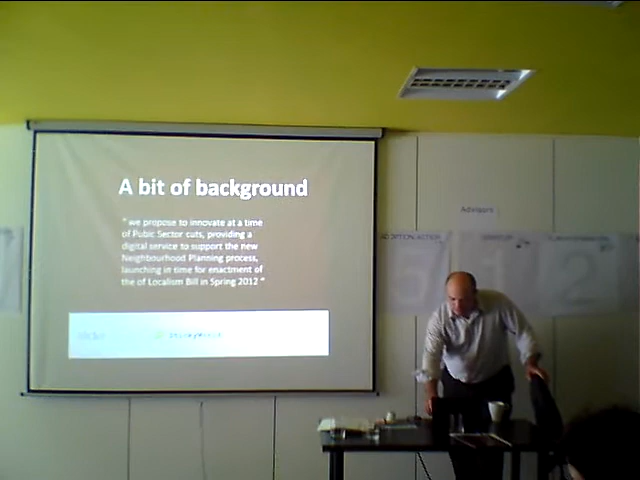 A bit of background
" we propose to innovate at a time
of Pubic Sector cuts, providing a
digital service to support the new
Neighbourhood Planning process,
launching in time for enactment of
the of Localism Bill in Spring 2012 "
Advisors